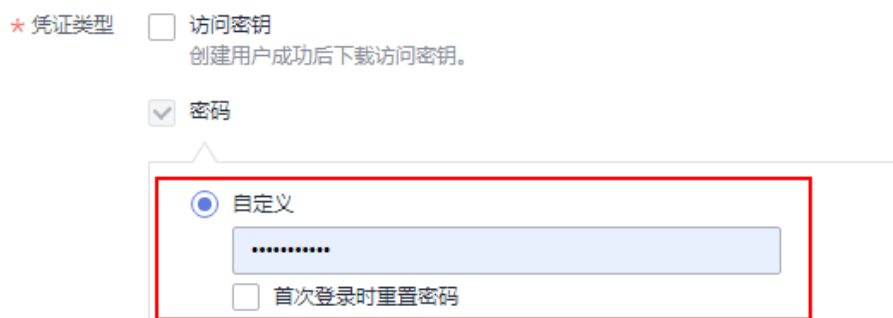 * 凭证类型 访问密钥
创建用户成功后下载访问密钥。
密码
自定义
•••••••••••
首次登录时重置密码